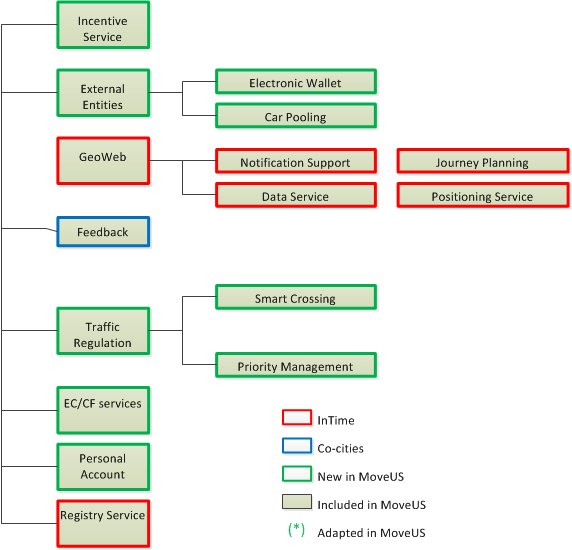 Incentive
Service
External
Entities
Electronic Wallet
Car Pooling
GeoWeb
Notification Support
Journey Planning
Data Service
Positioning Service
Feedback
Smart Crossing
Traffic
Regulation
Priority Management
EC/CF services
Personal
Account
Registry Service
InTime
Co-cities
New in MoveUS
Included in MoveUS
(*) Adapted in MoveUS